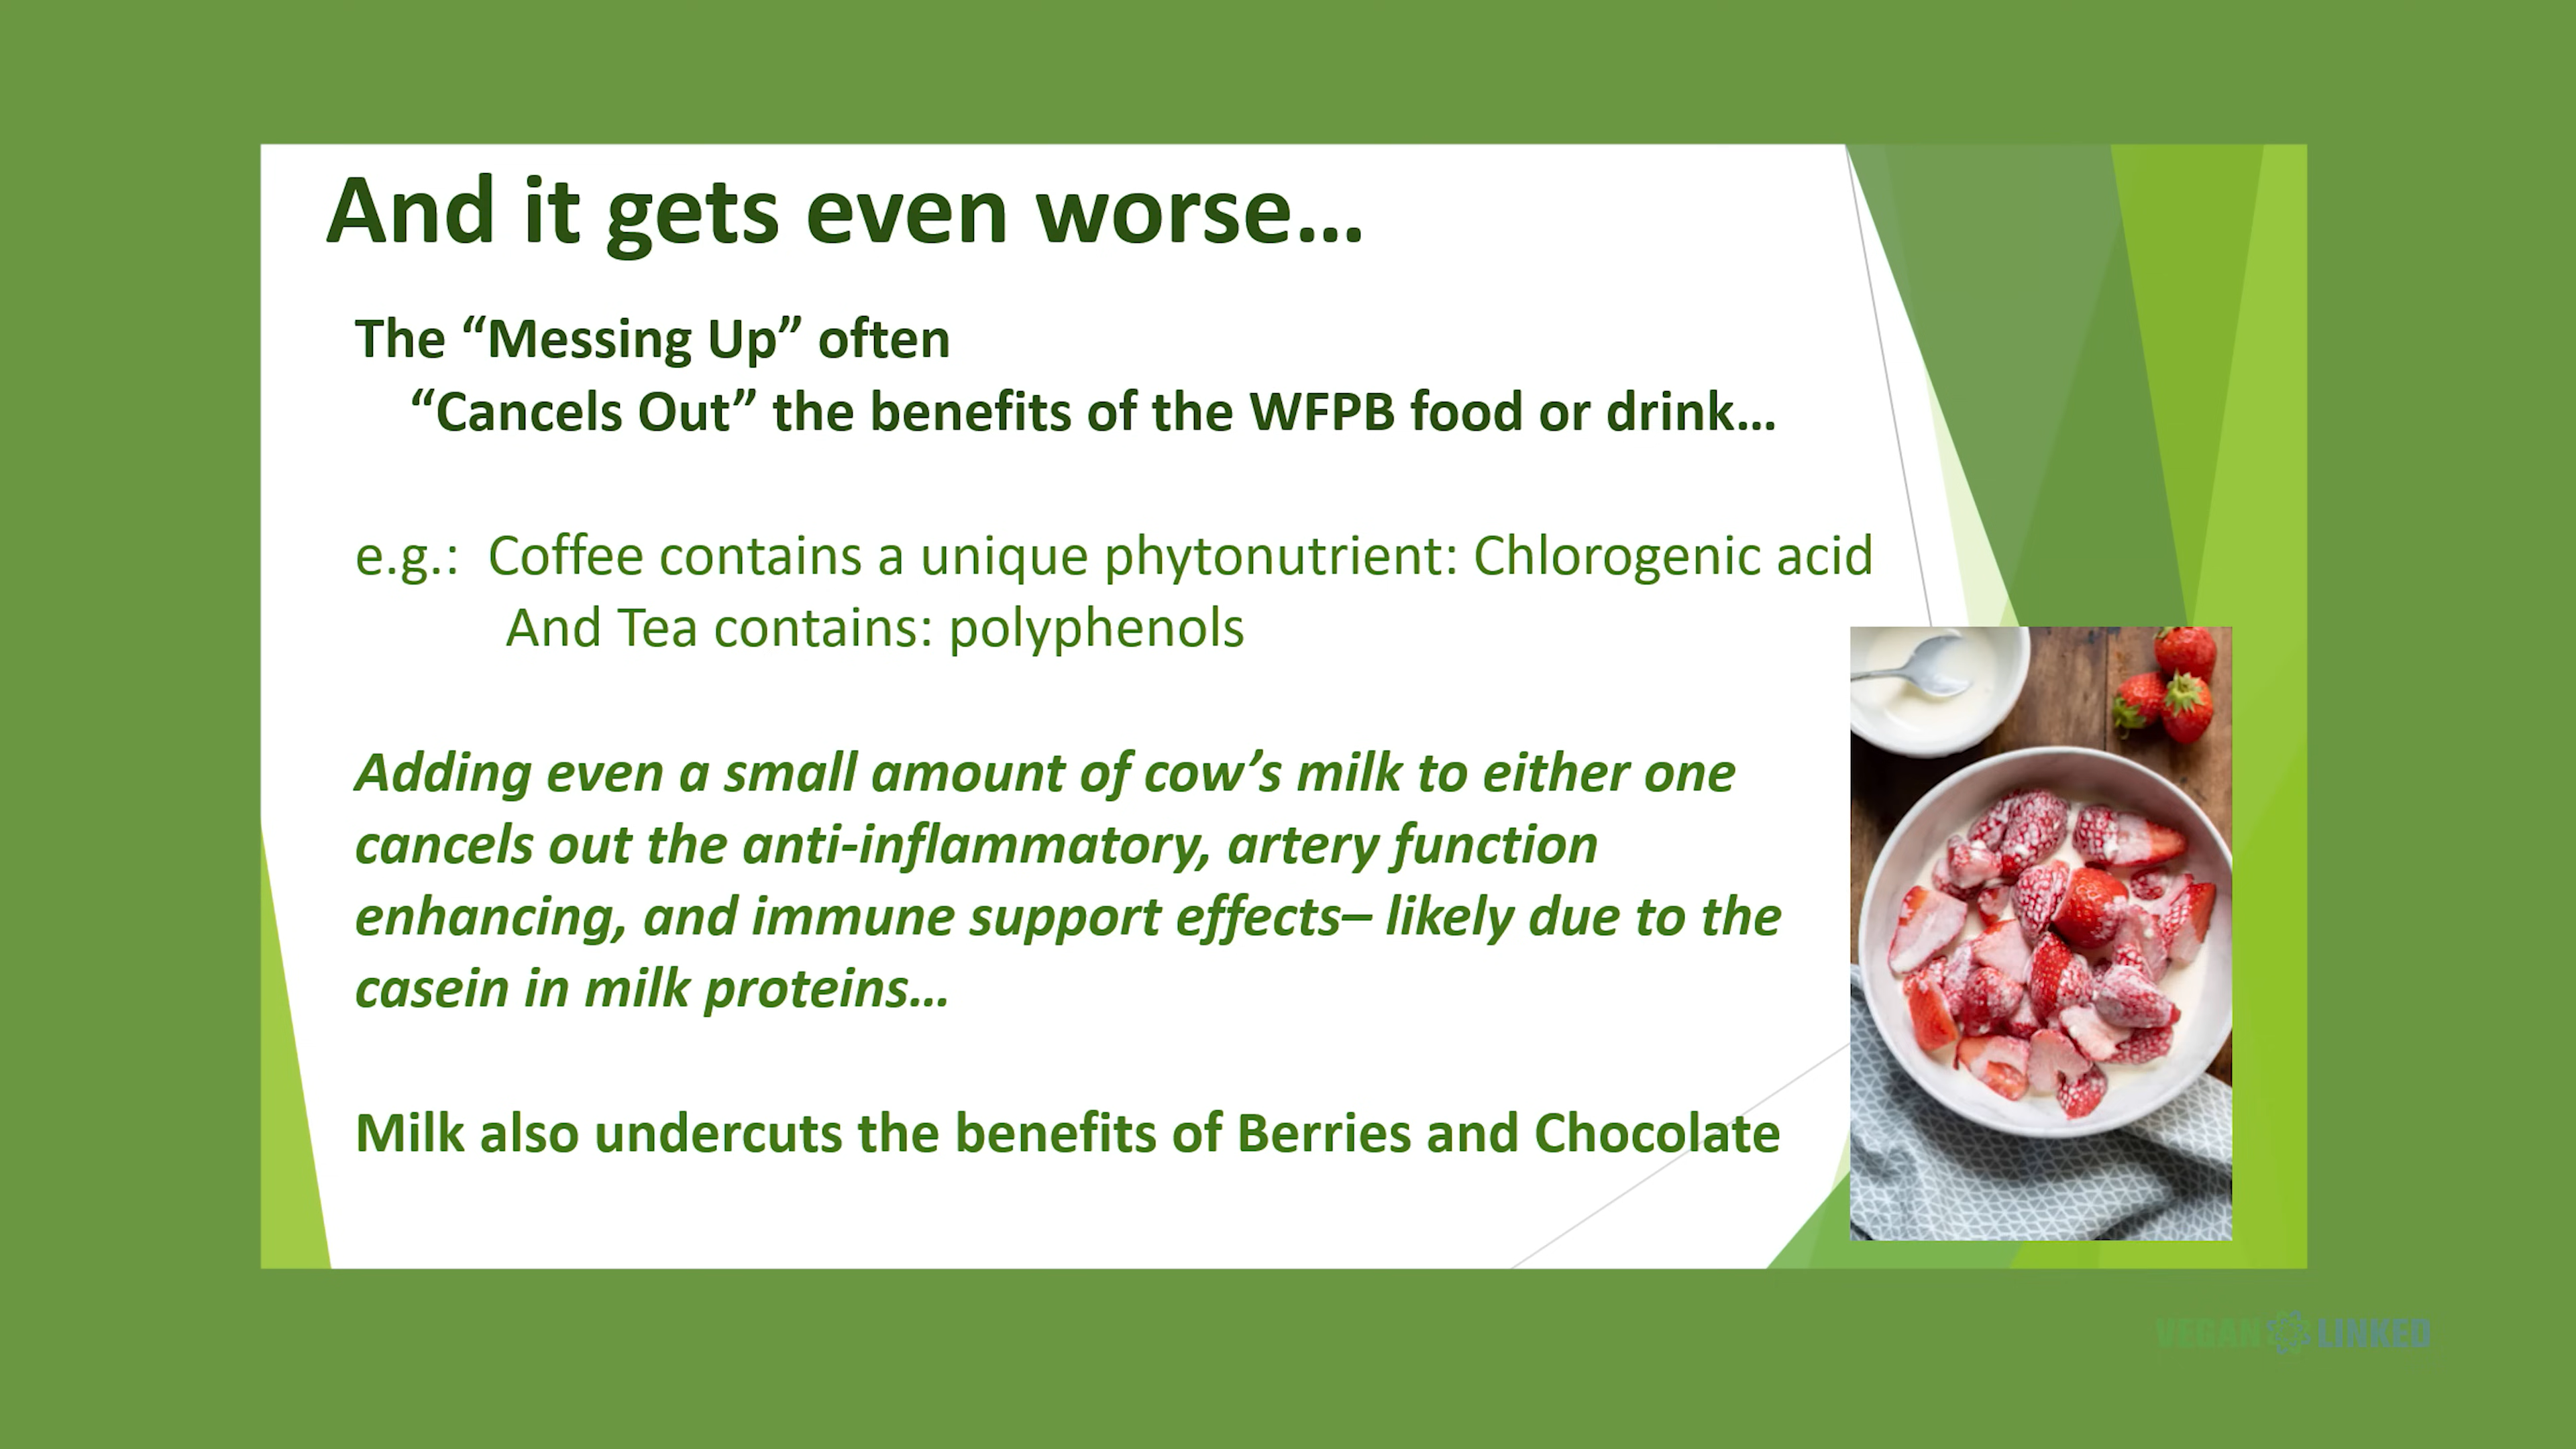 And it gets even worse...
The “Messing Up” often
“Cancels Out” the benefits of the WFPB food or drink...
e.g.: Coffee contains a unique phytonutrient: Chlorogenic acid
And Tea contains: polyphenols
Adding even a small amount of cow’s milk to either one
cancels out the anti-inflammatory, artery function
enhancing, and immune support effects– likely due to the
casein in milk proteins...
Milk also undercuts the benefits of Berries and Chocolate
VEGAN LINKED